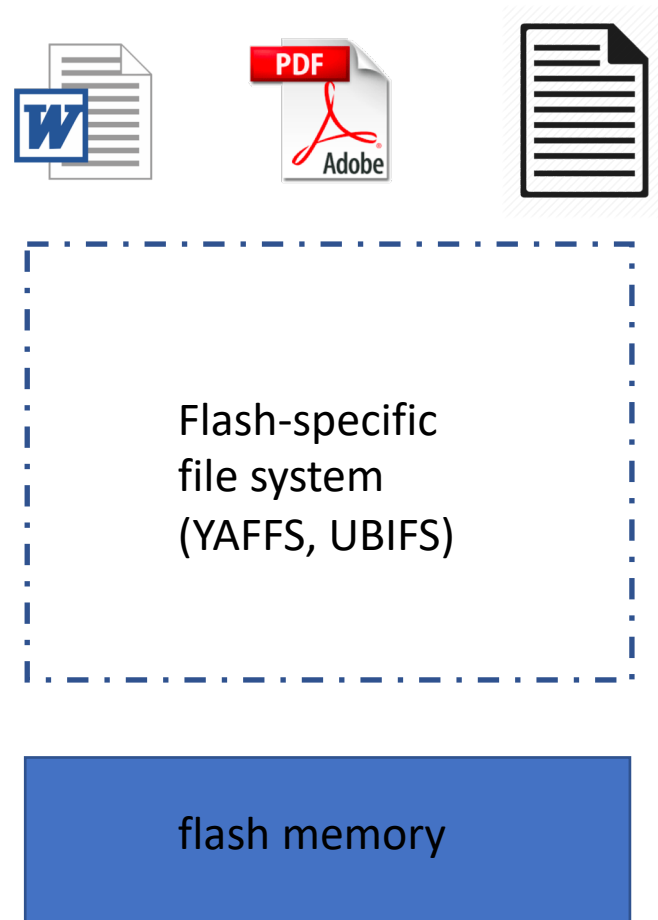 W
PDF
Adobe
Flash-specific
file system
(YAFFS, UBIFS)
flash memory